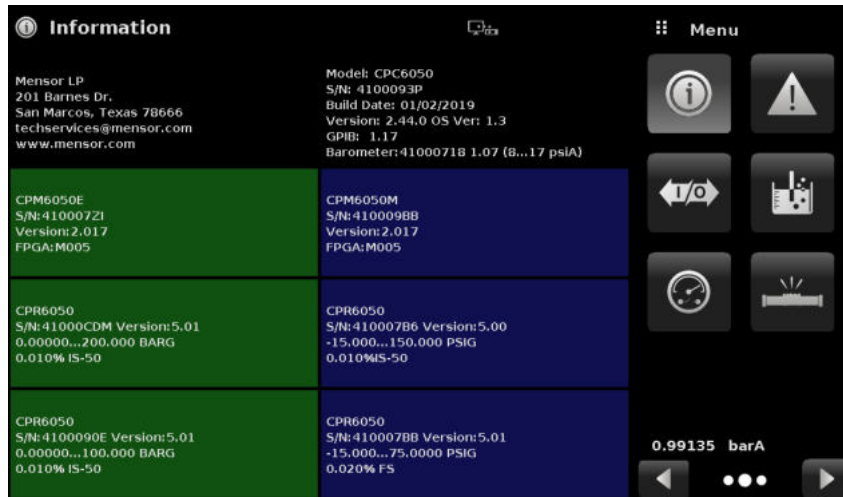 Information
Menu
Mensor LP
201 Barnes Dr.
San Marcos, Texas 78666
techservices@mensor.com
www.mensor.com
Model: CPC6050
S/N: 4100093P
Build Date: 01/02/2019
Version: 2.44.0 OS Ver: 1.3
GPIB: 1.17
Barometer:41000718 1.07 (8...17 psiA)
CPM6050E
S/N:410007ZI
Version:2.017
FPGA:M005
CPM6050M
S/N:410009BB
Version:2.017
FPGA:M005
I/O
CPR6050
S/N:41000CDM Version:5.01
0.00000...200.000 BARG
0.010% IS-50
CPR6050
S/N:410007B6 Version:5.00
-15.000...150.000 PSIG
0.010%IS-50
CPR6050
S/N:4100090E Version:5.01
0.00000...100.000 BARG
0.010% IS-50
CPR6050
S/N:410007BB Version:5.01
-15.000...75.0000 PSIG
0.020% FS
0.99135 barA